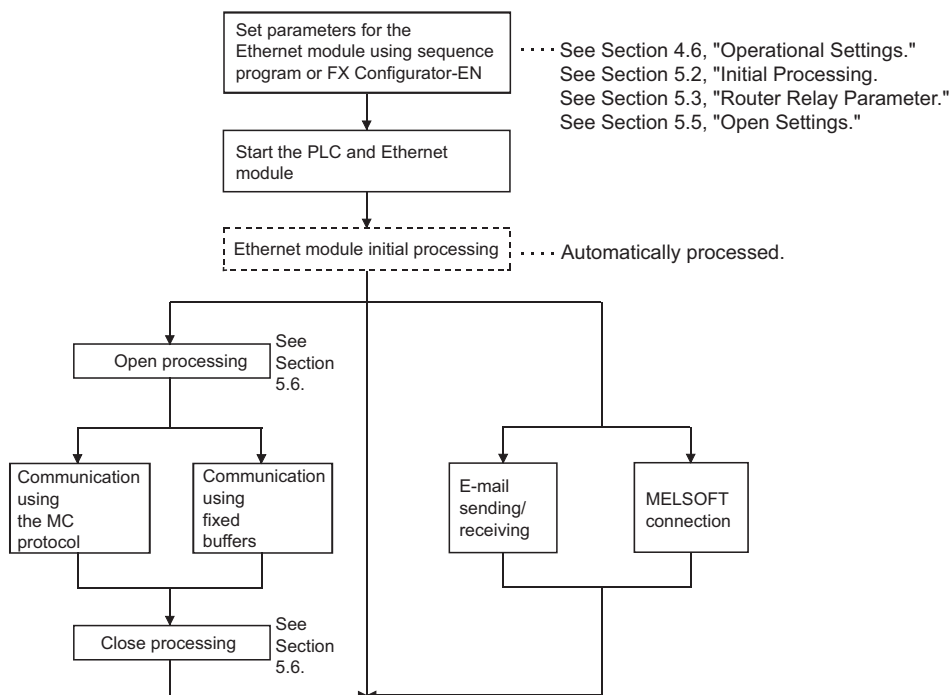 Set parameters for the
Ethernet module using sequence
program or FX Configurator-EN
···· See Section 4.6, "Operational Settings."
See Section 5.2, "Initial Processing.
See Section 5.3, "Router Relay Parameter."
See Section 5.5, "Open Settings."
Start the PLC and Ethernet
module
Ethernet module initial processing
···· Automatically processed.
Open processing
See
Section
5.6.
Communication
using
the MC
protocol
Communication
using
fixed
buffers
E-mail
sending/
receiving
MELSOFT
connection
Close processing
See
Section
5.6.